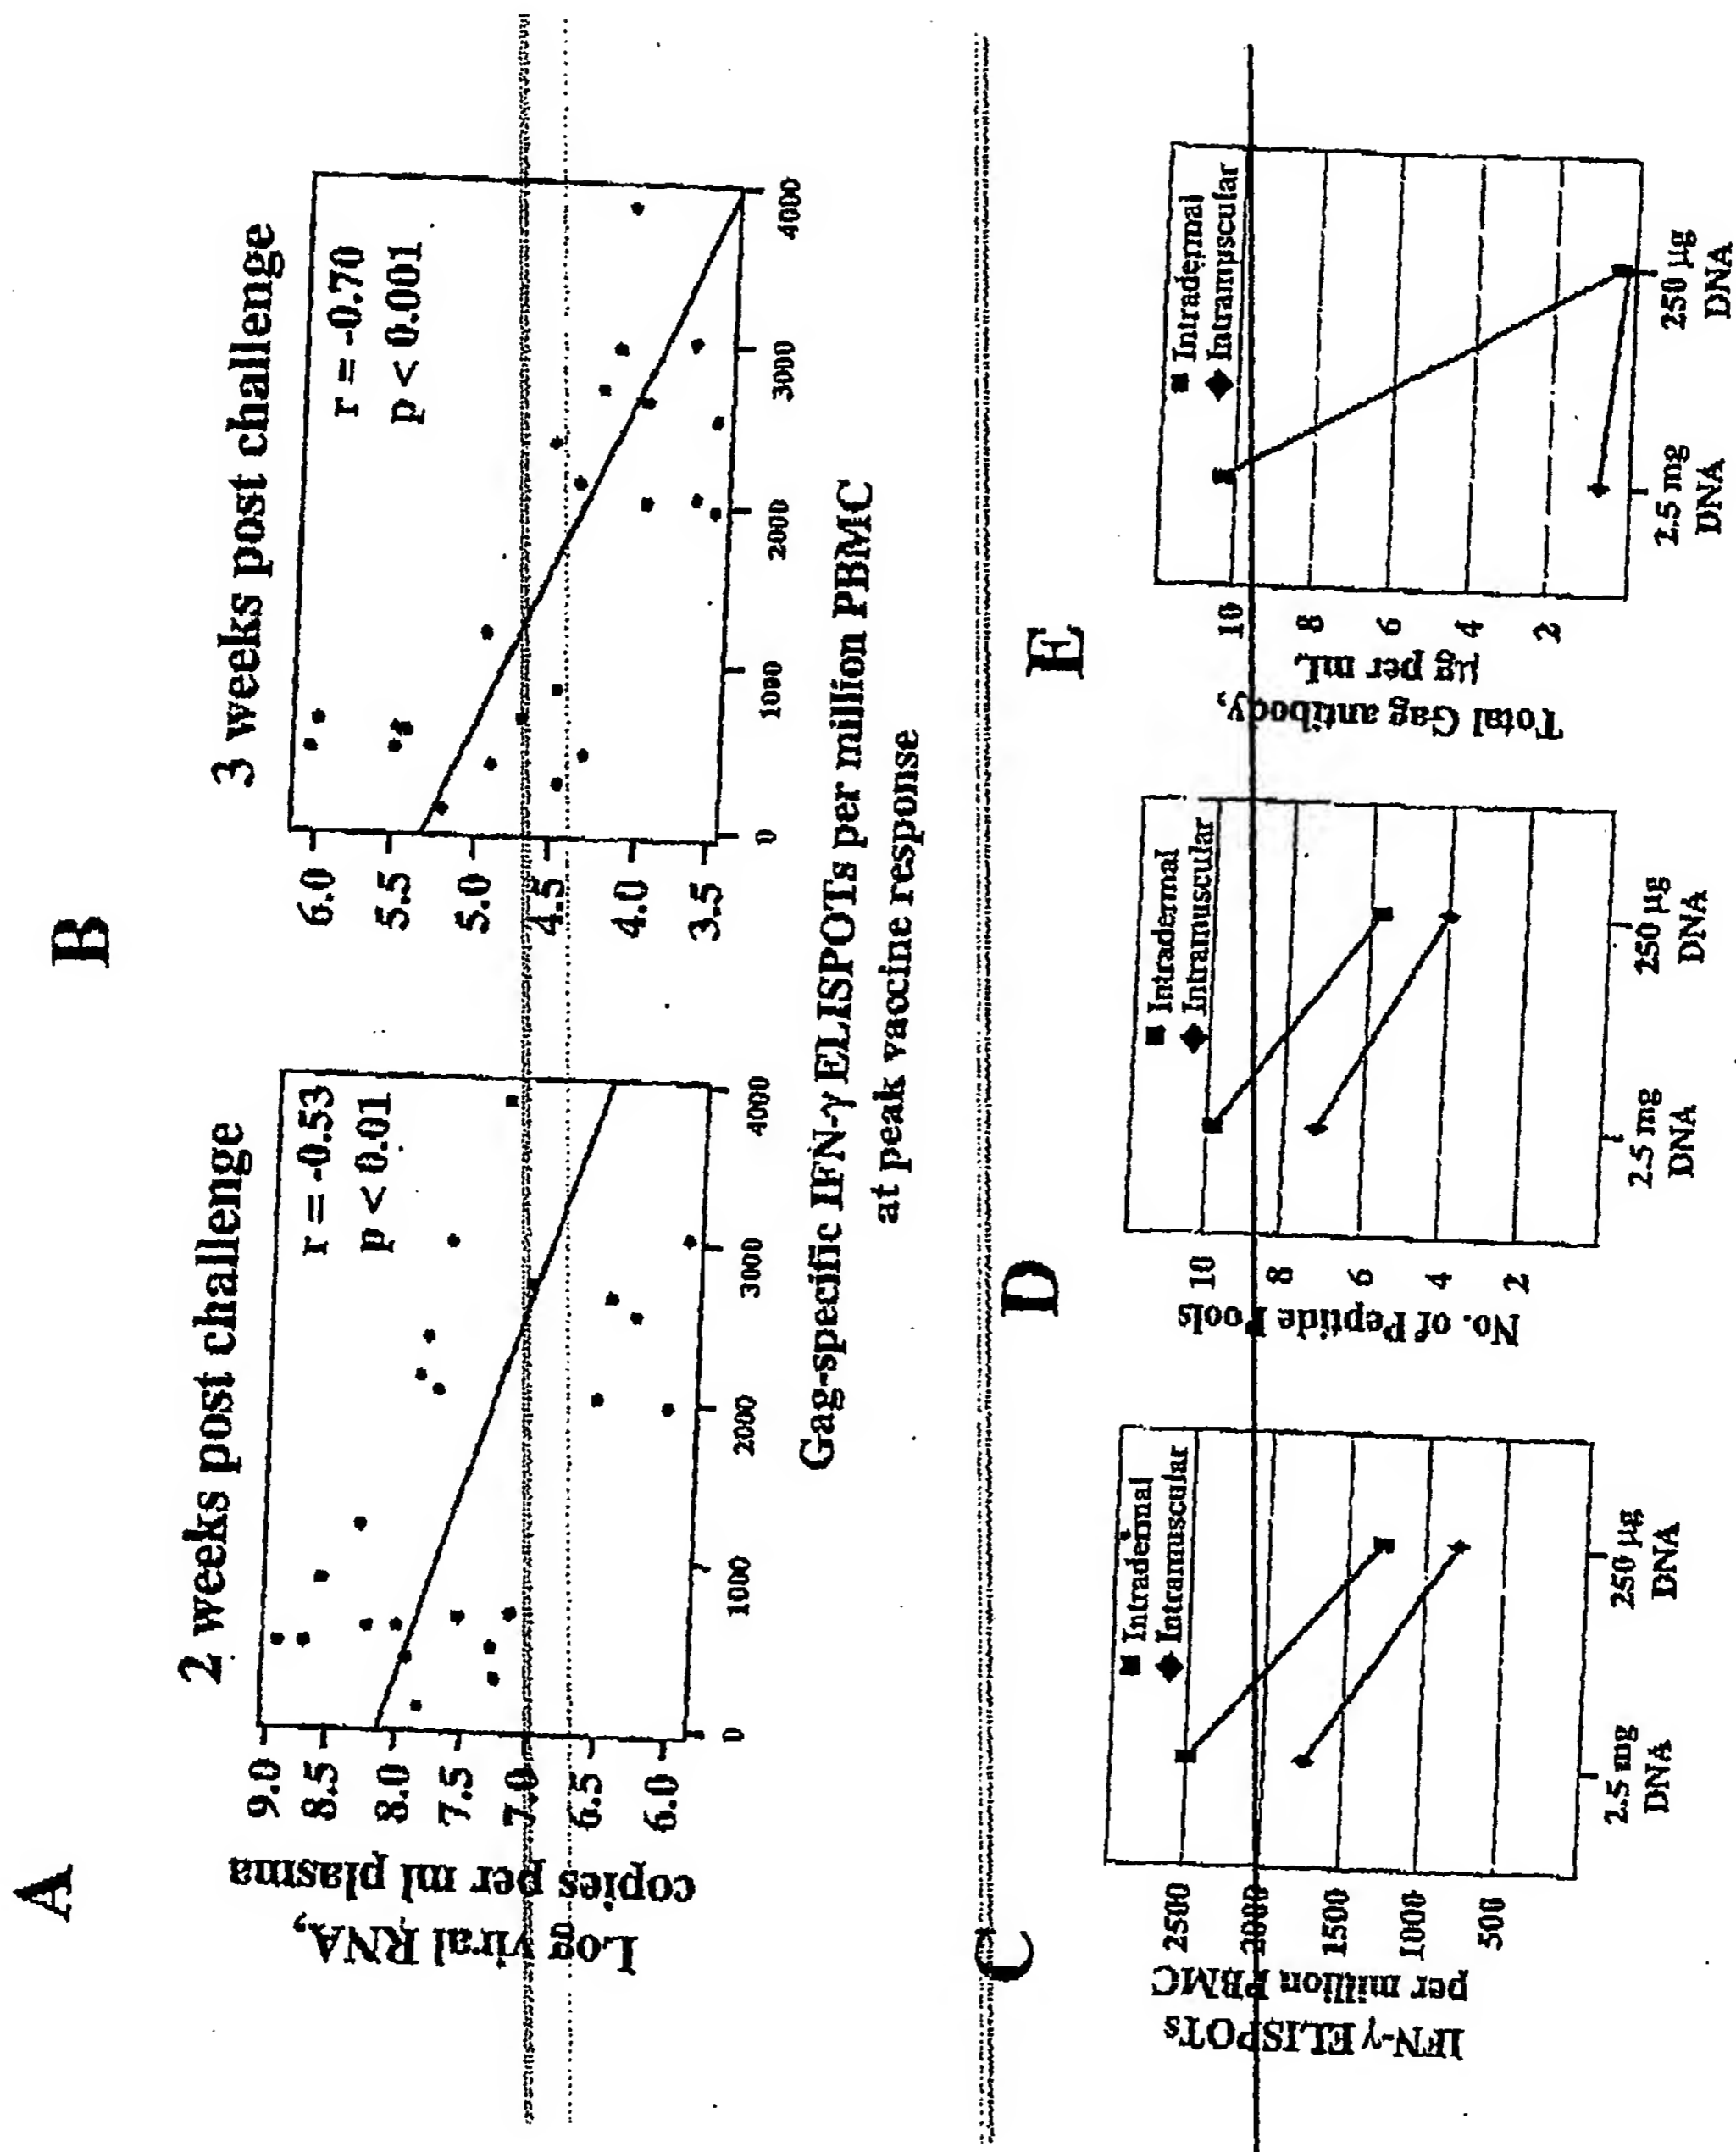 A
2 weeks post challenge
Log viral RNA,
copies per ml plasma
9.0
8.5
8.0
7.5
7.0
6.5
6.0
r = -0.53
p < 0.01
0
1000
2000
3000
4000
B
3 weeks post challenge
6.0
5.5
5.0
4.5
4.0
3.5
r = -0.70
p < 0.001
0
1000
2000
3000
4000
Gag-specific IFN-γ ELISPOTs per million PBMC
at peak vaccine response
C
IFN-γ ELISPOTs
per million PBMC
2500
2000
1500
1000
500
Intradermal
Intramuscular
2.5 mg
DNA
250 µg
DNA
D
No. of Peptide Pools
10
8
6
4
2
Intradermal
Intramuscular
2.5 mg
DNA
250 µg
DNA
E
Total Gag antibody,
µg per mL
10
8
6
4
2
Intradermal
Intramuscular
2.5 mg
DNA
250 µg
DNA